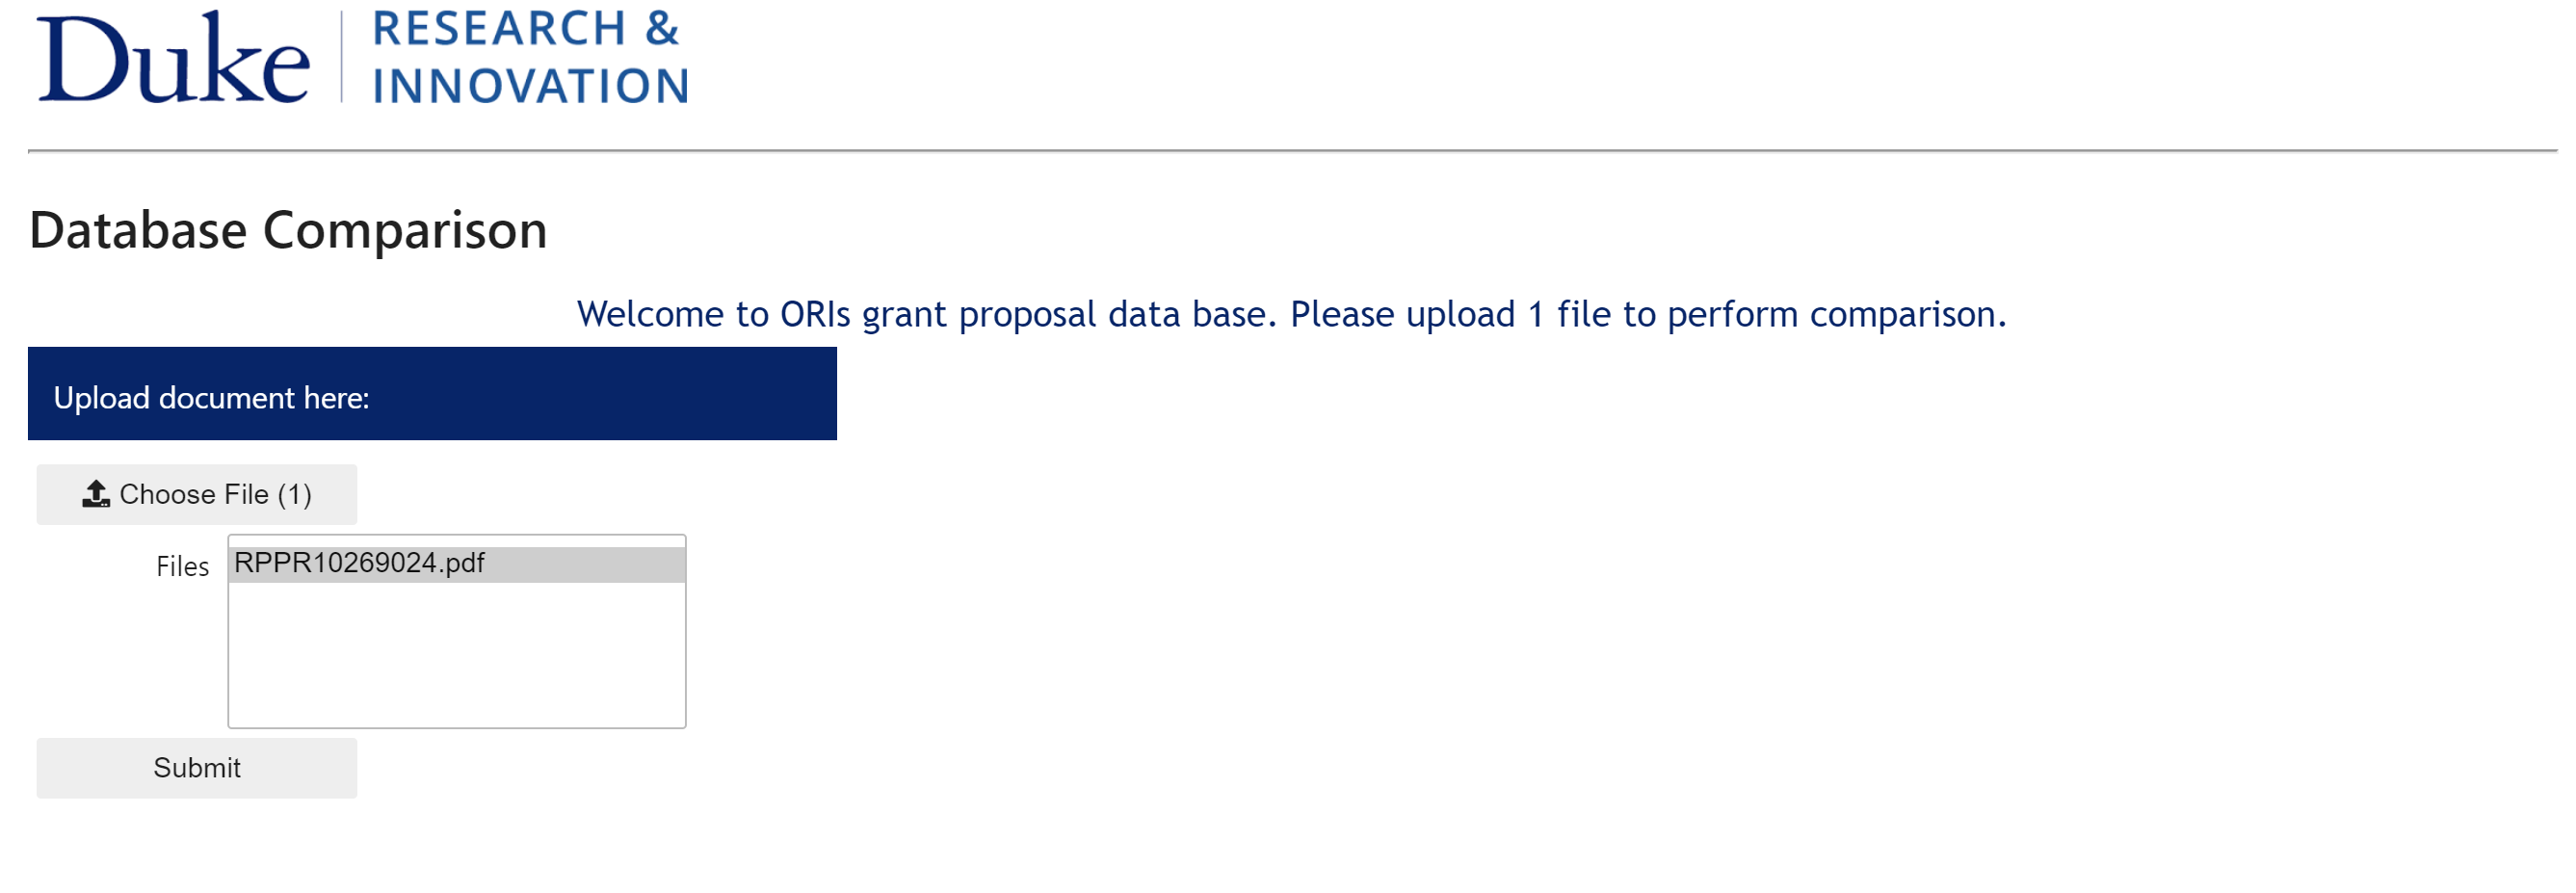 Duke
RESEARCH &
INNOVATION
Database Comparison
Welcome to ORIs grant proposal data base. Please upload 1 file to perform comparison.
Upload document here:
Choose File (1)
Files
RPPR10269024.pdf
Submit